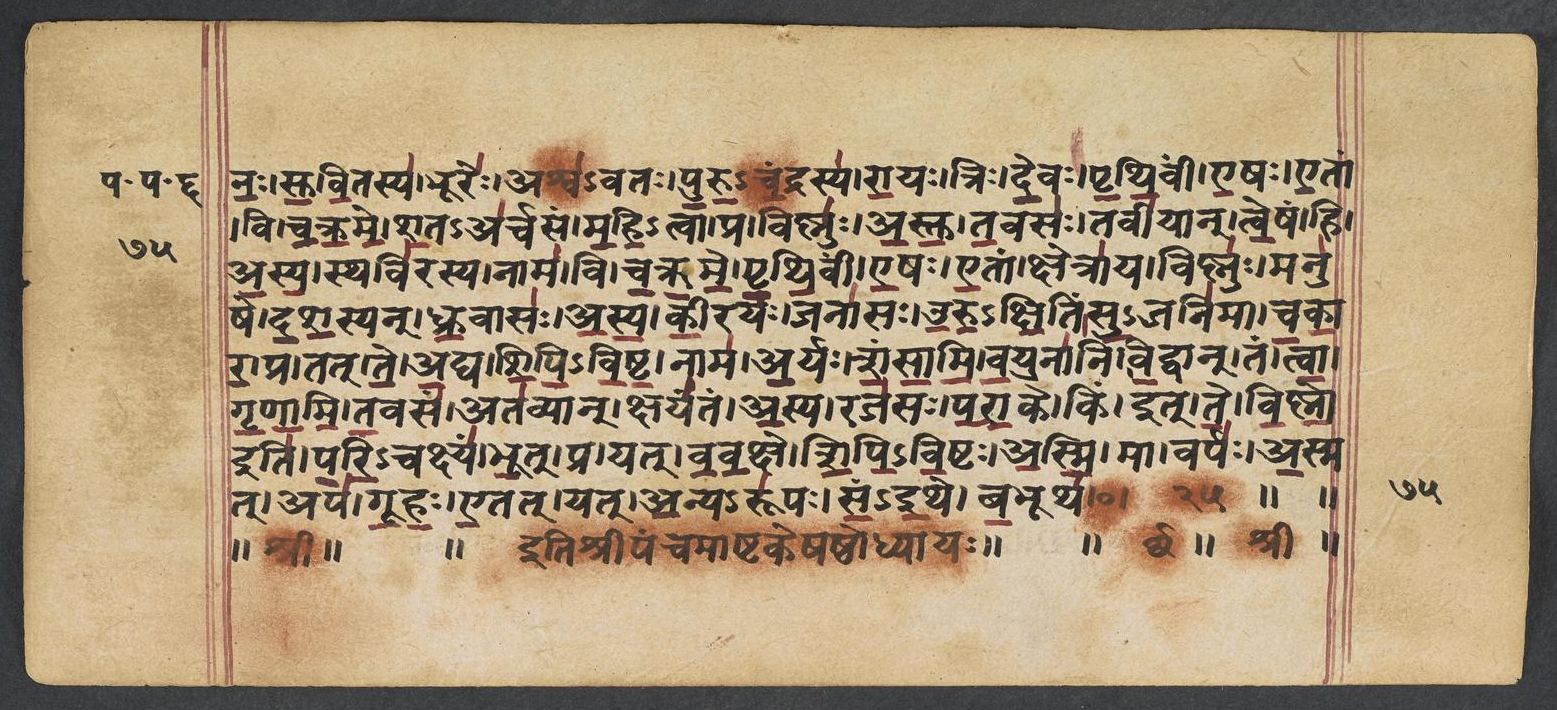 प॰ प॰ ६
७५
नः।सुवितस्य।भूरेः।अश्वऽवतः।पुरुऽचंद्रस्य।रायः।त्रिः।देवः।पृथिवीं।एषः।एतां
।वि।चक्रमे।शतऽअर्चसं।महिऽत्वा।प्र।विष्णुः।अस्तु।तवसः।तवीयान्।त्वेषं।हि।
अस्य।स्थविरस्य।नाम।वि।चक्रमे।पृथिवीं।एषः।एतां।क्षेत्राय।विष्णुः।मनु
षे।दशस्यन्।ध्रुवासः।अस्य।कीरयः।जनासः।उरुऽक्षितिं।सुऽजनिमा।चका
र।प्र।तत्।ते।अद्य।शिपिऽविष्ट।नाम।अर्यः।शंसामि।वयुनानि।विद्वान्।तं।त्वा।
गृणामि।तवसं।अतव्यान्।क्षयंतं।अस्य।रजसः।पराके।किं।इत्।ते।विष्णो
इति।परिऽचक्ष्यं।भूत्।प्र।यत्।ववक्षे।शिपिऽविष्टः।अस्मि।मा।वर्पः।अस्म
त्।अप।गूहः।एतत्।यत्।अन्यऽरूपः।संऽइथे।बभूथ।०। २५ ॥ ॥
॥ श्री ॥ ॥ इतिश्रीपंचमाष्टकेषष्ठोध्यायः॥ ॥ ॥ श्री ॥
७५